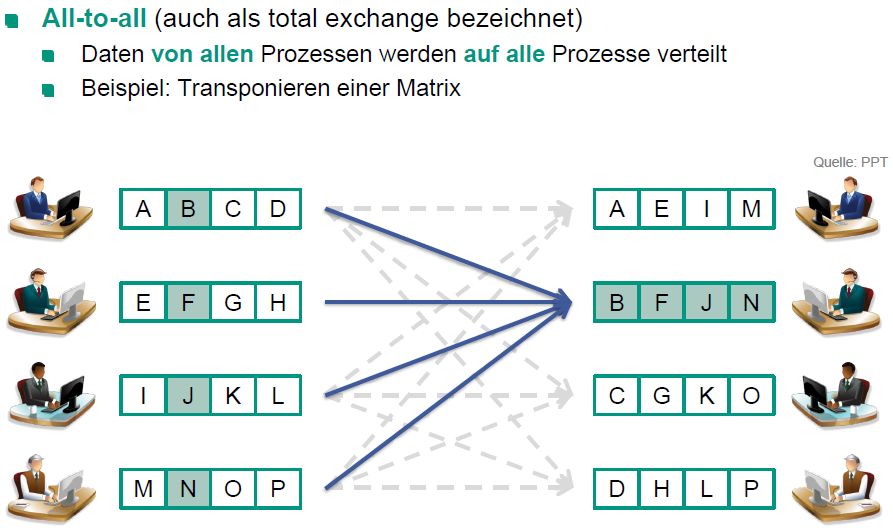 All-to-all (auch als total exchange bezeichnet)
Daten von allen Prozessen werden auf alle Prozesse verteilt
Beispiel: Transponieren einer Matrix
Quelle: PPT
A B C D A E I M
E F G H B F J N
I J K L C G K O
M N O P D H L P